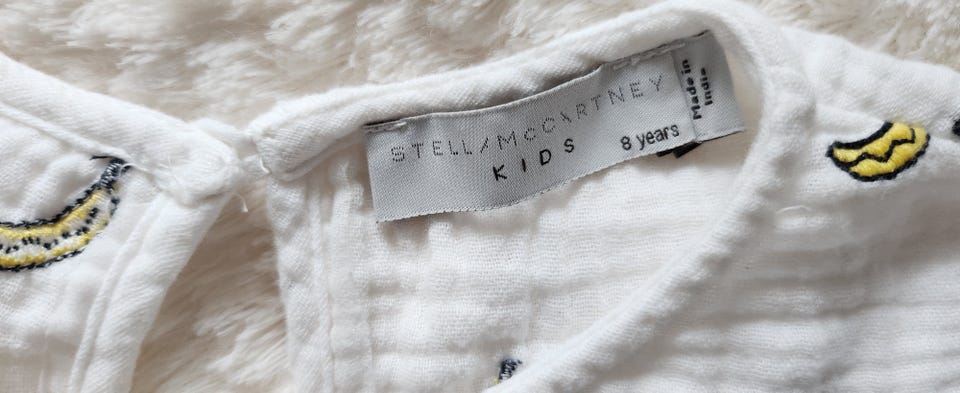 STELLA McCARTNEY
KIDS
8 years
Made in
India